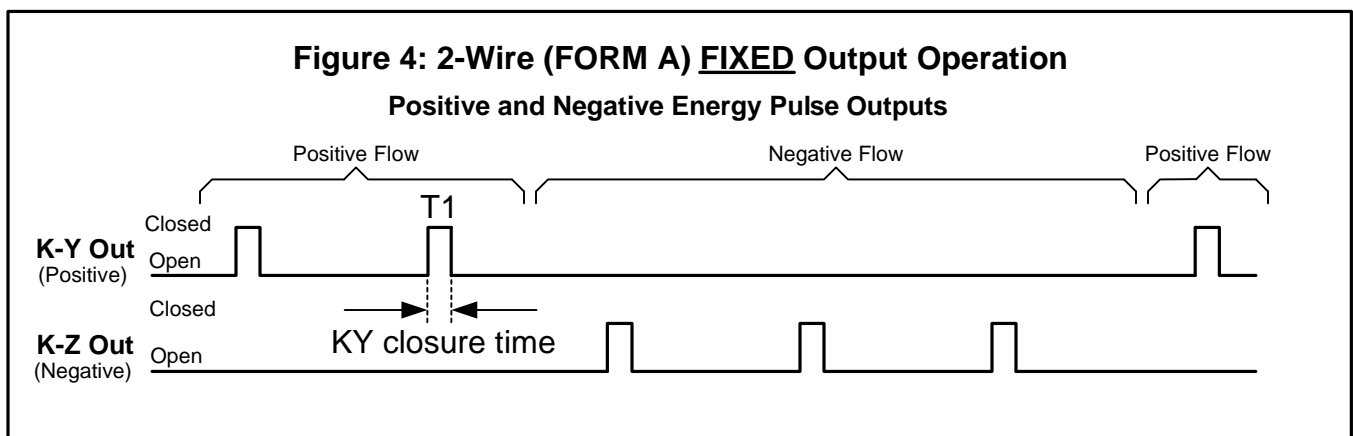 Figure 4: 2-Wire (FORM A) FIXED Output Operation
Positive and Negative Energy Pulse Outputs
Positive Flow
Negative Flow
Positive Flow
T1
Closed
K-Y Out
Open
(Positive)
Closed
KY closure time
K-Z Out
Open
(Negative)